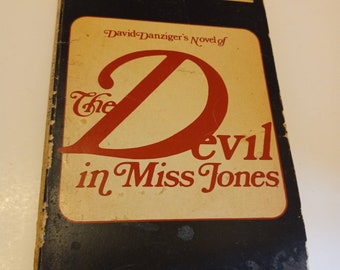 David Danziger's Novel of
The Devil
in Miss Jones